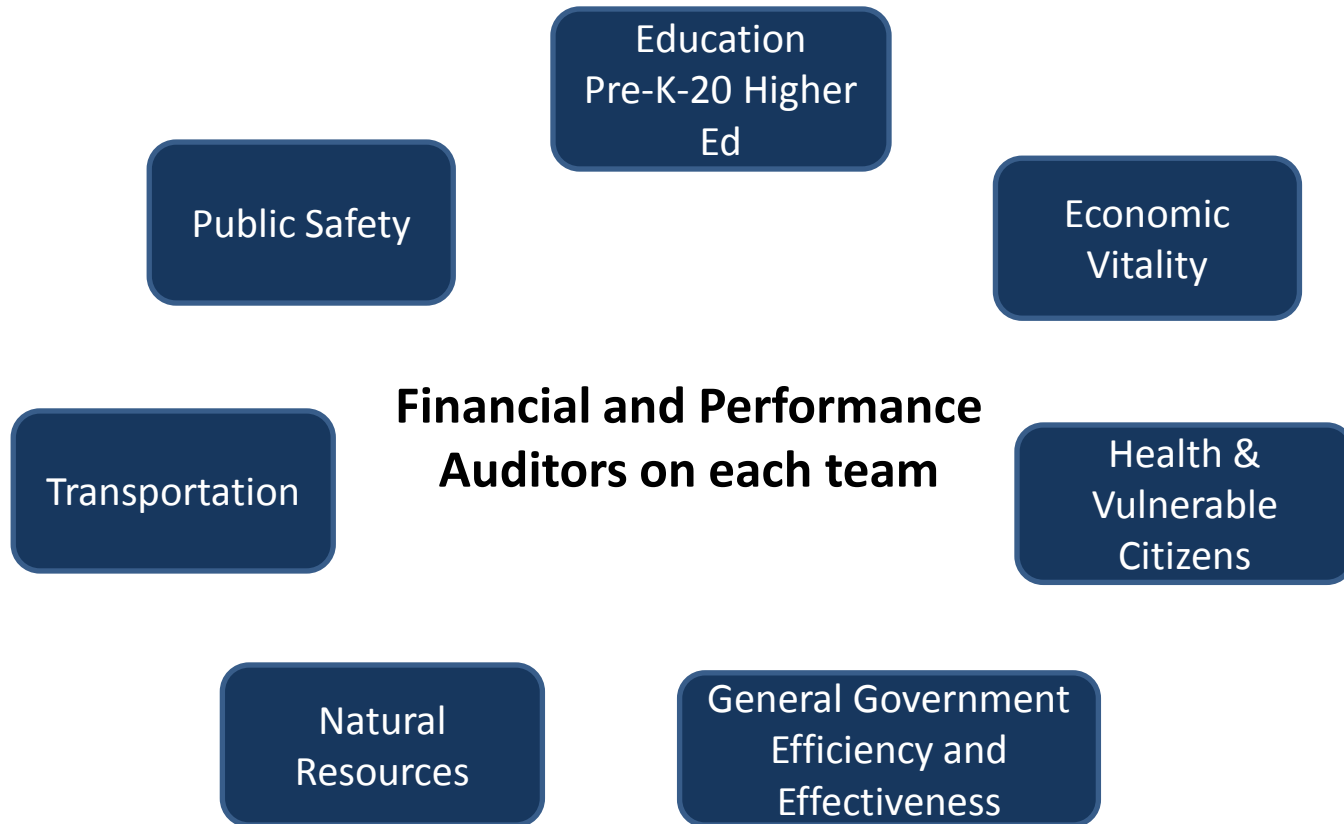 Education
Pre-K-20 Higher
Ed
Public Safety
Economic
Vitality
Financial and Performance
Auditors on each team
Transportation
Health &
Vulnerable
Citizens
Natural
Resources
General Government
Efficiency and
Effectiveness